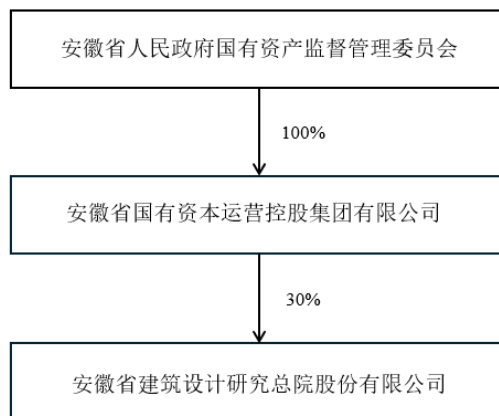 安徽省人民政府国有资产监督管理委员会
100%
安徽省国有资本运营控股集团有限公司
30%
安徽省建筑设计研究总院股份有限公司